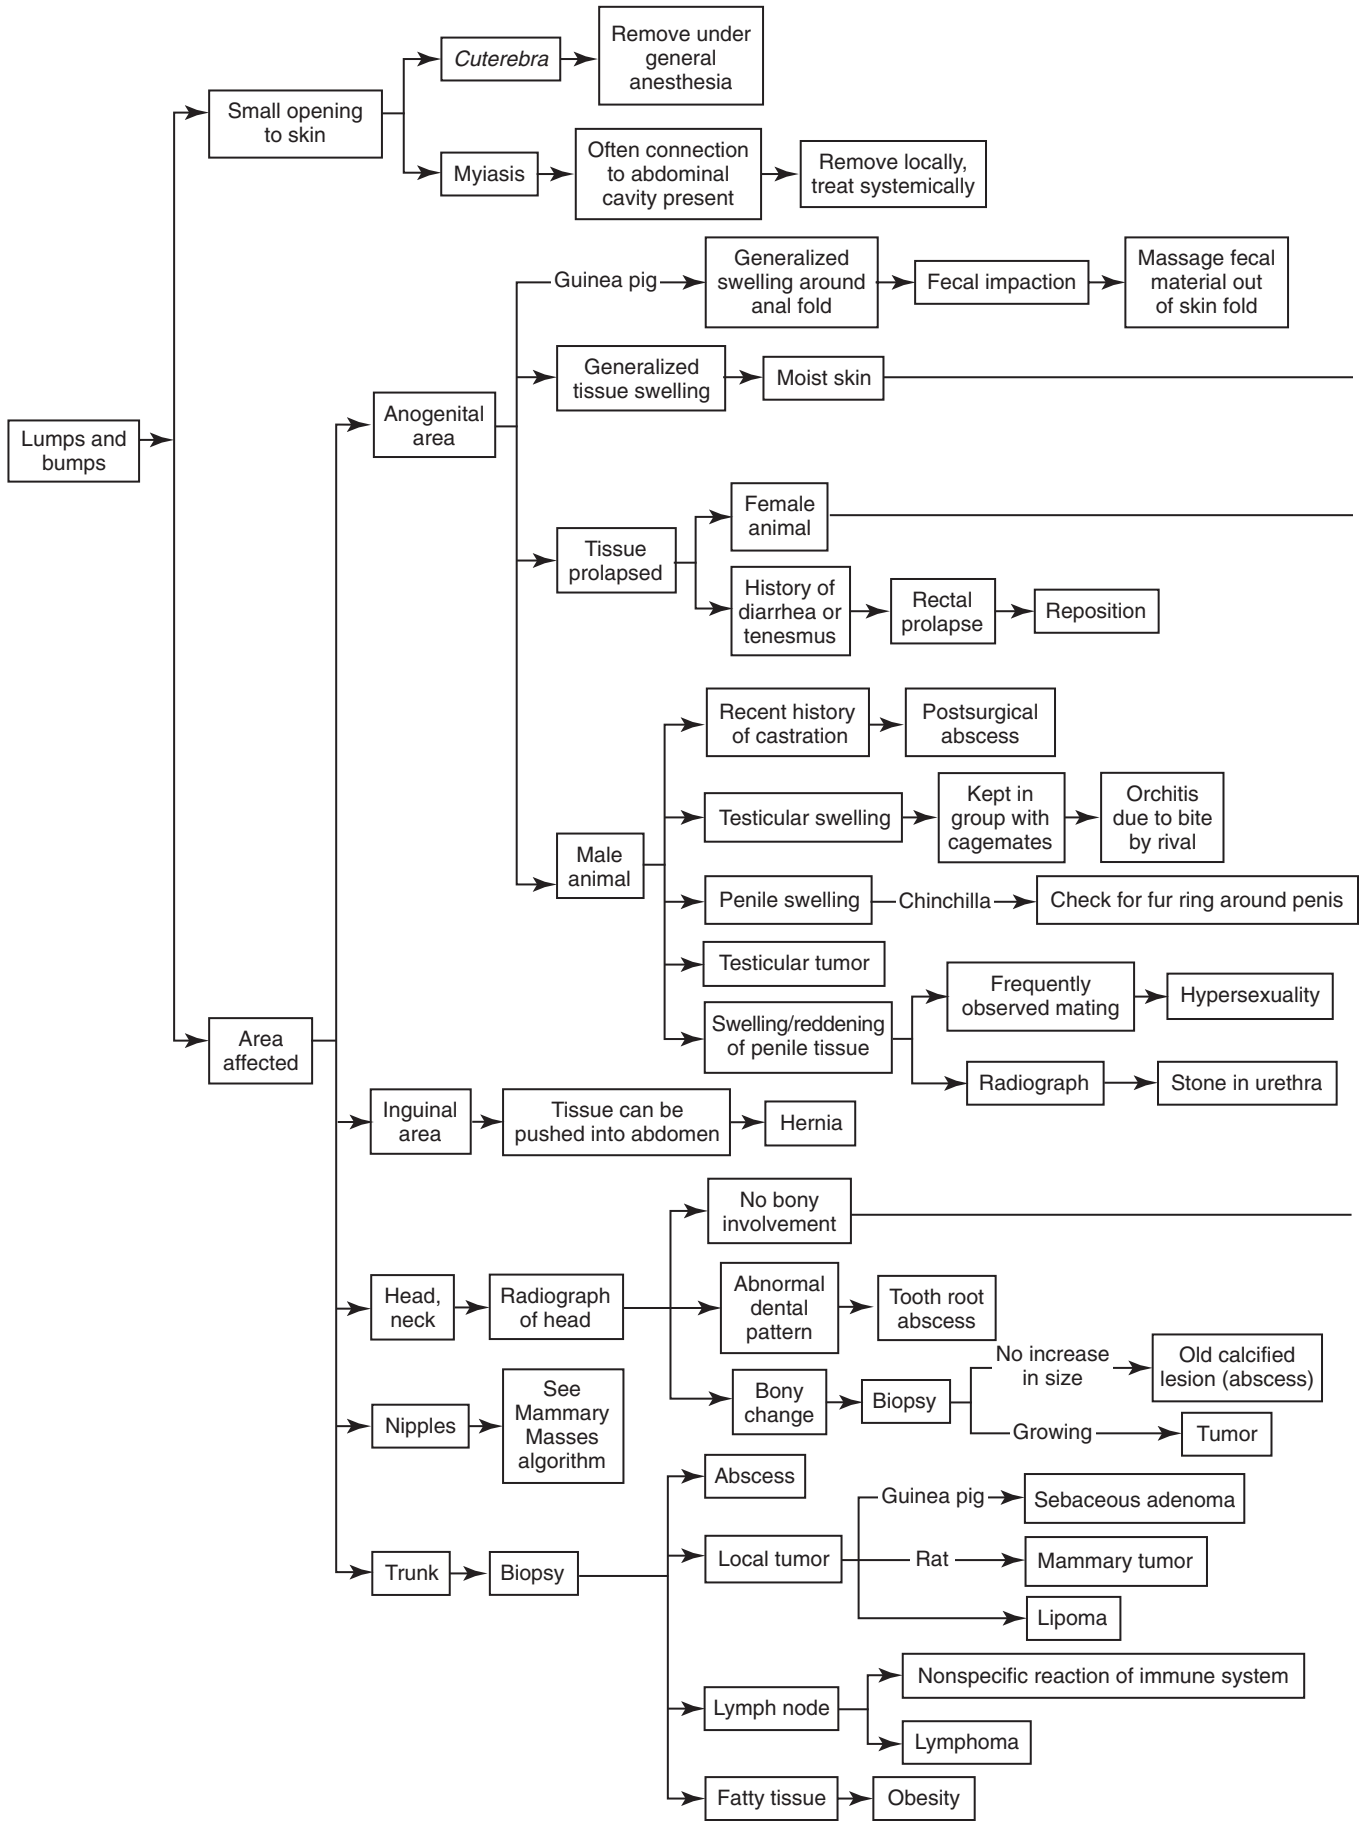 Lumps and
bumps
Small opening
to skin
Cuterebra
Remove under
general
anesthesia
Myiasis
Often connection
to abdominal
cavity present
Remove locally,
treat systemically
Area
affected
Anogenital
area
Guinea pig
Generalized
swelling around
anal fold
Fecal impaction
Massage fecal
material out
of skin fold
Generalized
tissue swelling
Moist skin
Tissue
prolapsed
Female
animal
History of
diarrhea or
tenesmus
Rectal
prolapse
Reposition
Male
animal
Recent history
of castration
Postsurgical
abscess
Testicular swelling
Kept in
group with
cagemates
Orchitis
due to bite
by rival
Penile swelling
Chinchilla
Check for fur ring around penis
Testicular tumor
Swelling/reddening
of penile tissue
Frequently
observed mating
Hypersexuality
Radiograph
Stone in urethra
Inguinal
area
Tissue can be
pushed into abdomen
Hernia
Head,
neck
Radiograph
of head
No bony
involvement
Abnormal
dental
pattern
Tooth root
abscess
Bony
change
Biopsy
No increase
in size
Old calcified
lesion (abscess)
Growing
Tumor
Nipples
See
Mammary
Masses
algorithm
Trunk
Biopsy
Abscess
Local tumor
Guinea pig
Sebaceous adenoma
Rat
Mammary tumor
Lipoma
Lymph node
Nonspecific reaction of immune system
Lymphoma
Fatty tissue
Obesity